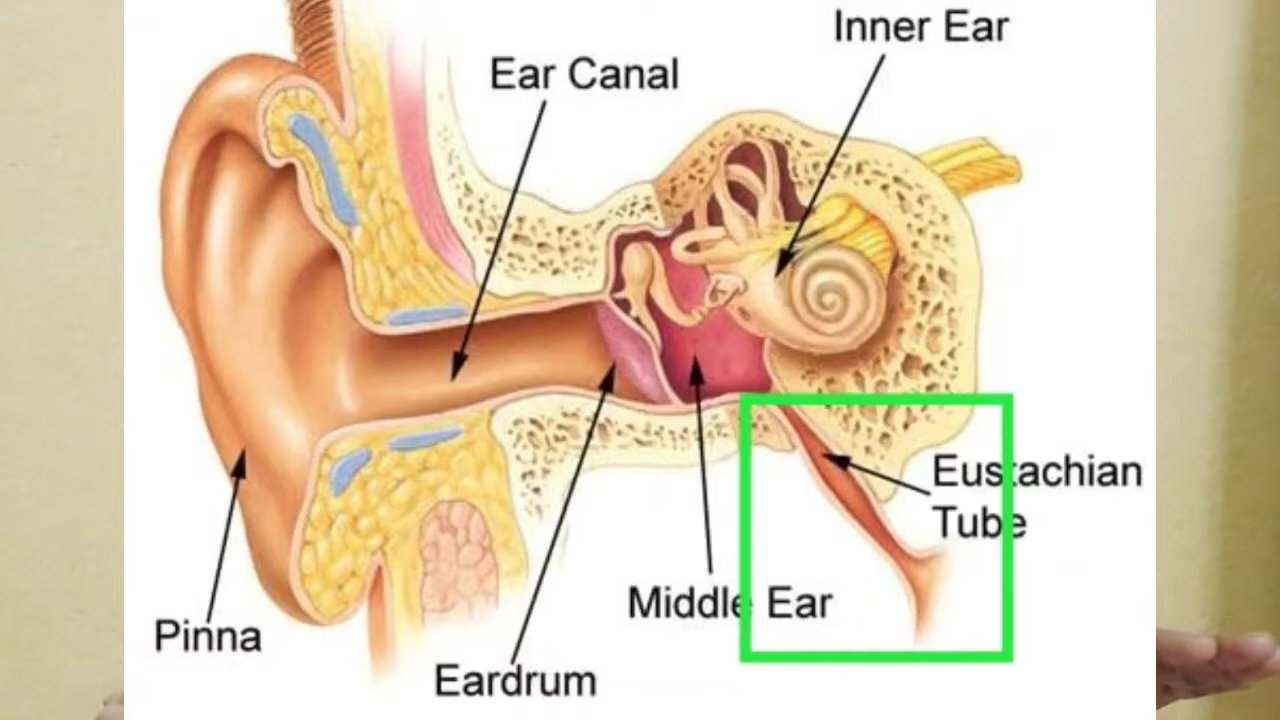 Inner Ear
Ear Canal
Eustachian
Tube
Middle Ear
Pinna
Eardrum